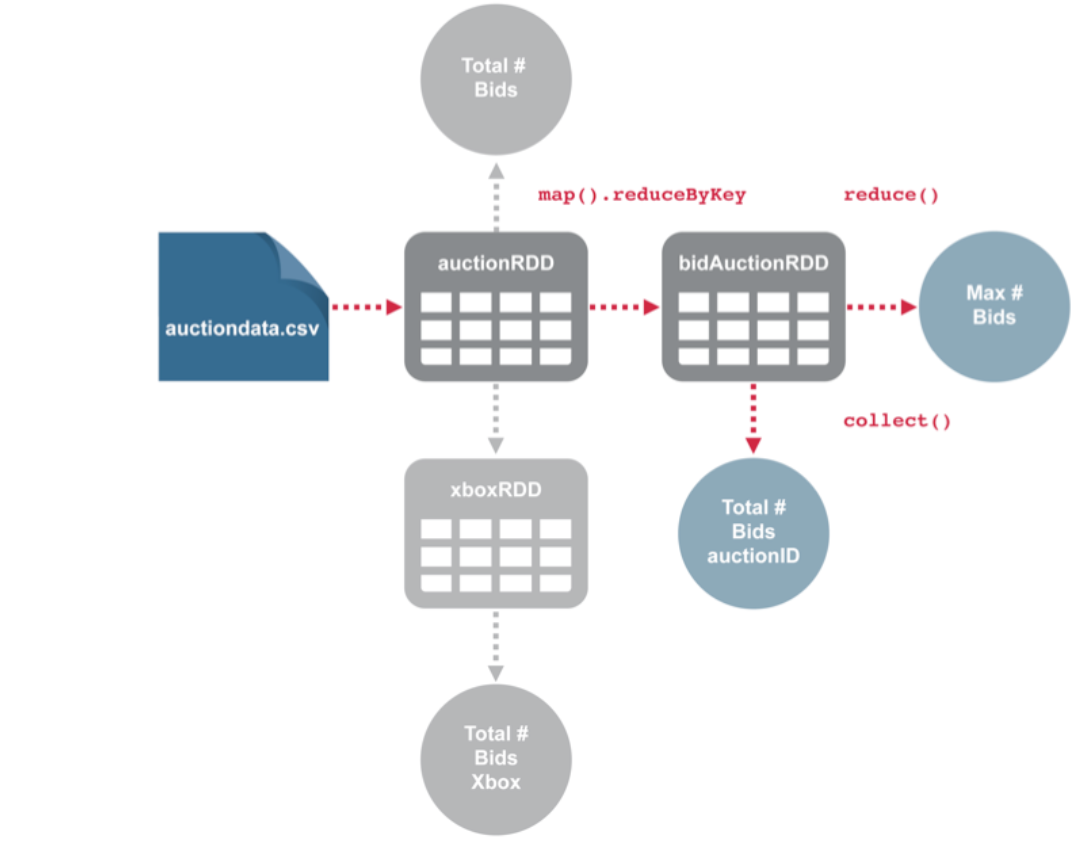 Total #
Bids
map().reduceByKey
reduce()
auctionRDD
bidAuctionRDD
auctiondata.csv
Max #
Bids
collect()
xboxRDD
Total #
Bids
auctionID
Total #
Bids
Xbox